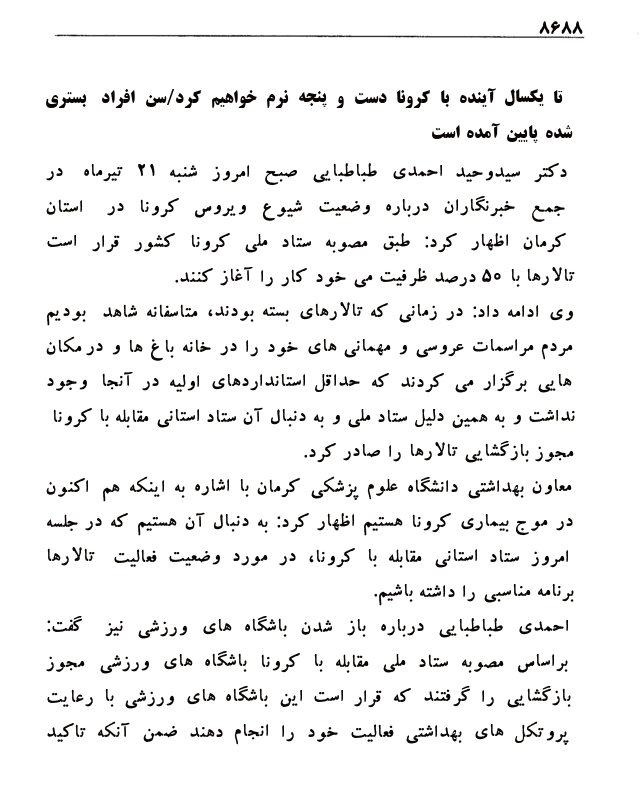 ۸۶۸۸
تا یکسال آینده با کرونا دست و پنجه نرم خواهیم کرد/سن افراد بستری
شده پایین آمده است
دکتر سیدوحید احمدی طباطبایی صبح امروز شنبه ۲۱ تیرماه در
جمع خبرنگاران درباره وضعیت شیوع ویروس کرونا در استان
کرمان اظهار کرد: طبق مصوبه ستاد ملی کرونا کشور قرار است
تالارها با ۵۰ درصد ظرفیت می خود کار را آغاز کنند.
وی ادامه داد: در زمانی که تالارهای بسته بودند، متاسفانه شاهد بودیم
مردم مراسمات عروسی و مهمانی های خود را در خانه باغ ها و در مکان
هایی برگزار می کردند که حداقل استانداردهای اولیه در آنجا وجود
نداشت و به همین دلیل ستاد ملی و به دنبال آن ستاد استانی مقابله با کرونا
مجوز بازگشایی تالارها را صادر کرد.
معاون بهداشتی دانشگاه علوم پزشکی کرمان با اشاره به اینکه هم اکنون
در موج بیماری کرونا هستیم اظهار کرد: به دنبال آن هستیم که در جلسه
امروز ستاد استانی مقابله با کرونا، در مورد وضعیت فعالیت تالارها
برنامه مناسبی را داشته باشیم.
احمدی طباطبایی درباره باز شدن باشگاه های ورزشی نیز گفت:
براساس مصوبه ستاد ملی مقابله با کرونا باشگاه های ورزشی مجوز
بازگشایی را گرفتند که قرار است این باشگاه های ورزشی با رعایت
پروتکل های بهداشتی فعالیت خود را انجام دهند ضمن آنکه تاکید